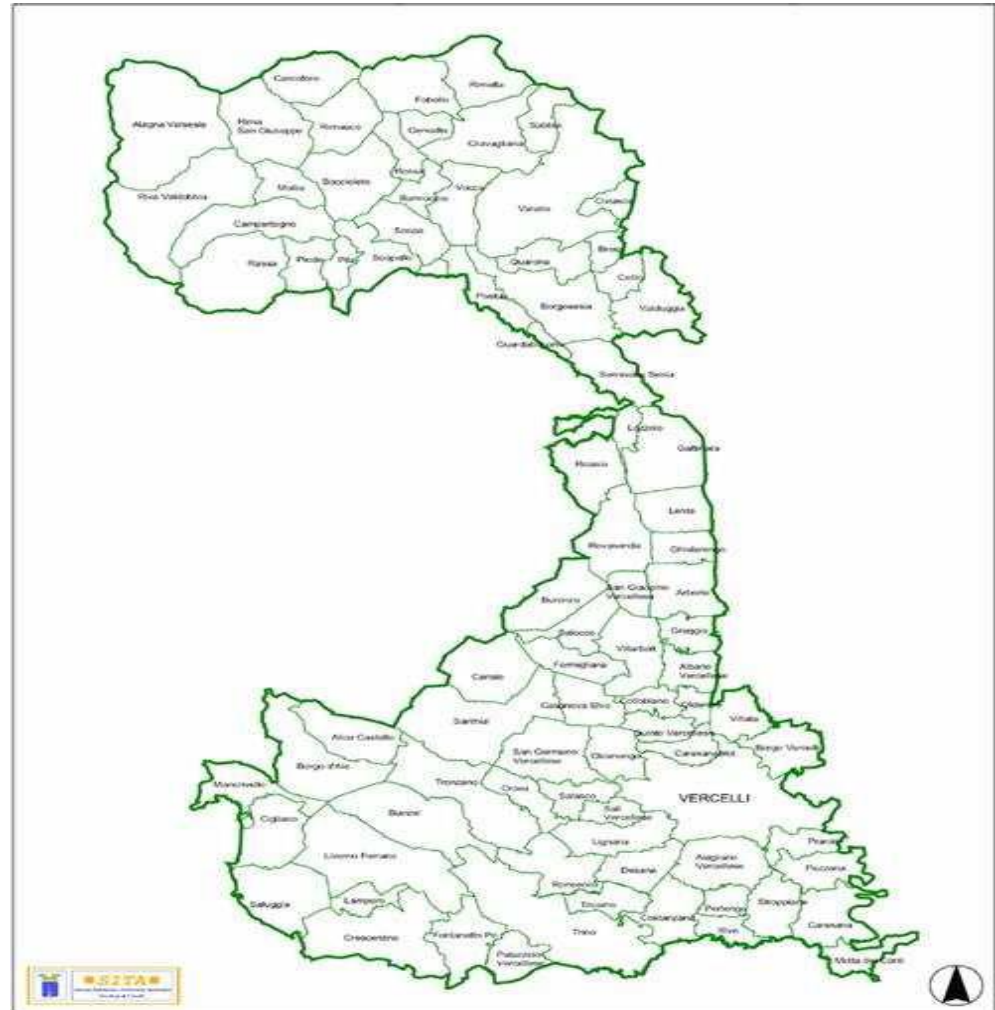 Carcoforo
Rimella
Fobello
Alagna Valsesia
Rima
San Giuseppe
Rimasco
Cervatto
Sabbia
Cravagliana
Rossa
Mollia
Boccioleto
Vocca
Riva Valdobbia
Balmuccia
Varallo
Civiasco
Campertogno
Scopa
Rassa
Piode
Pila
Scopello
Quarona
Breia
Cellio
Postua
Borgosesia
Valduggia
Guardabosone
Serravalle Sesia
Lozzolo
Gattinara
Roasio
Lenta
Rovasenda
Ghislarengo
San Giacomo
Vercellese
Arborio
Buronzo
Greggio
Balocco
Villarboit
Formigliana
Albano
Vercellese
Carisio
Casanova Elvo
Collobiano
Oldenico
Santhià
Villata
Quinto Vercellese
Alice Castello
San Germano
Vercellese
Olcenengo
Caresanablot
Borgo Vercelli
Borgo d'Ale
Moncrivello
Tronzano
Crova
Salasco
VERCELLI
Cigliano
Bianzè
Sali
Vercellese
Lignana
Livorno Ferraris
Prarolo
Asigliano
Vercellese
Desana
Pezzana
Ronsecco
Saluggia
Lamporo
Tricerro
Pertengo
Stroppiana
Costanzana
Caresana
Crescentino
Fontanetto Po
Trino
Rive
Palazzolo
Vercellese
Motta dei Conti
SITA